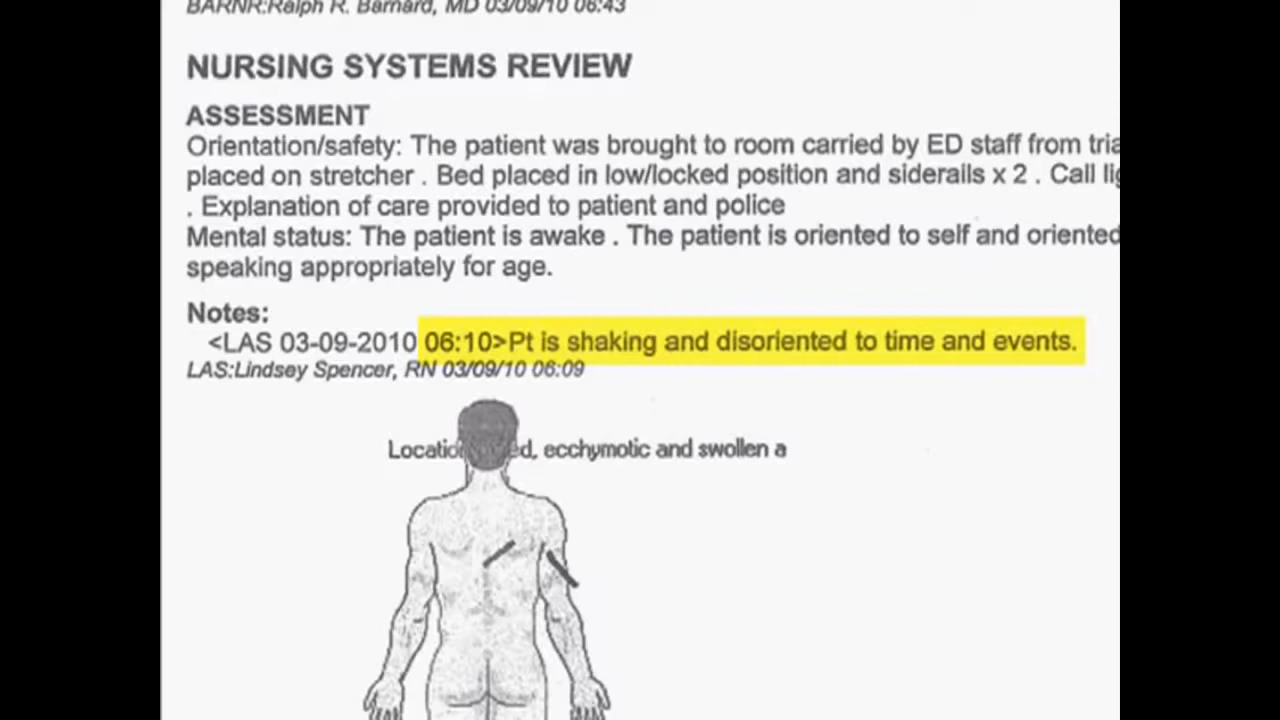 BARNR:Ralph R. Barnard, MD 03/09/10 06:43
NURSING SYSTEMS REVIEW
ASSESSMENT
Orientation/safety: The patient was brought to room carried by ED staff from
placed on stretcher . Bed placed in low/locked position and siderails x 2 . Call
. Explanation of care provided to patient and police
Mental status: The patient is awake . The patient is oriented to self and oriented
speaking appropriately for age.
Notes:
<LAS 03-09-2010 06:10>Pt is shaking and disoriented to time and events.
LAS:Lindsey Spencer, RN 03/09/10 06:09
ecchymotic and swollen a